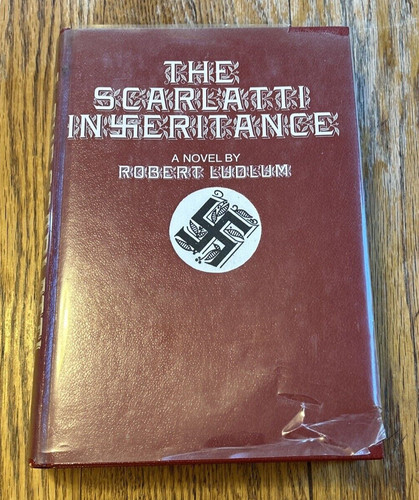 THE
SCARLATTI
INHERITANCE
A NOVEL BY
ROBERT LUDLUM